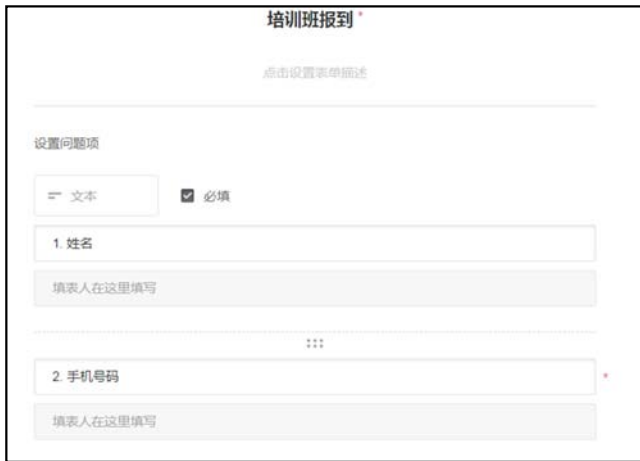 培训班报到 *
点击设置表单描述
设置问题项
文本 必填
1. 姓名
填表人在这里填写
2. 手机号码 *
填表人在这里填写